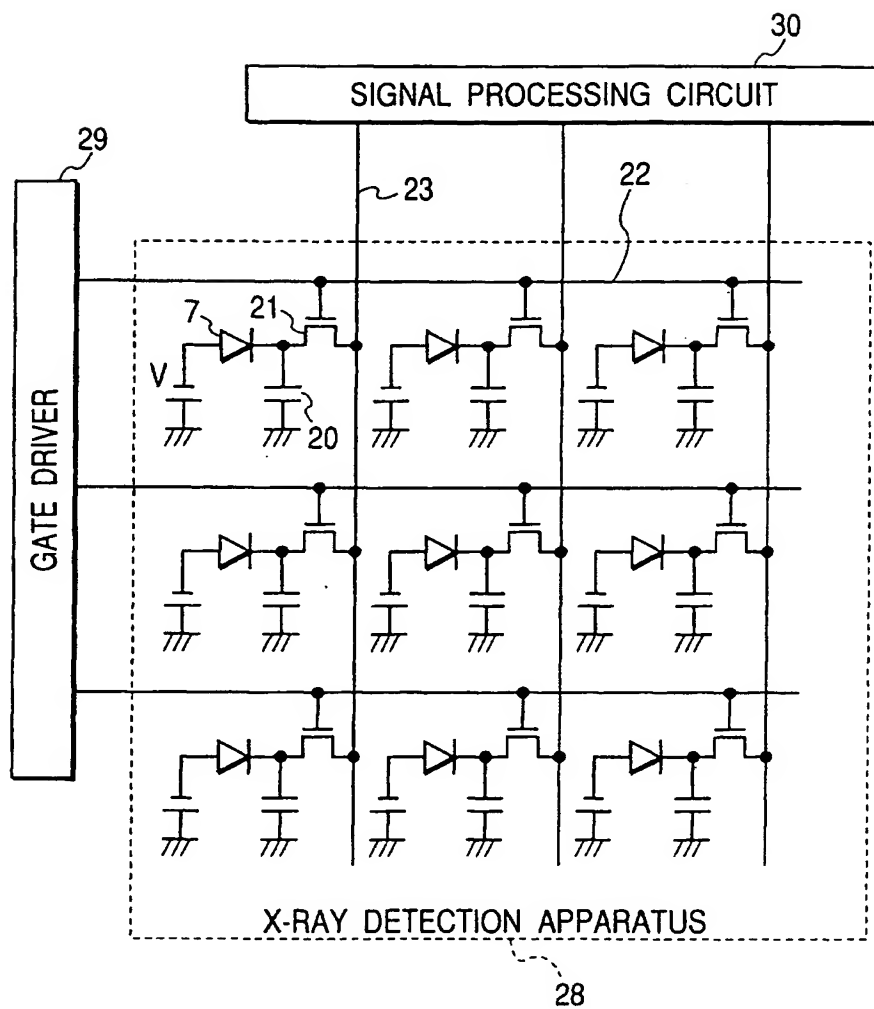 30
SIGNAL PROCESSING CIRCUIT
29
23
22
7
21
V
20
GATE DRIVER
X-RAY DETECTION APPARATUS
28